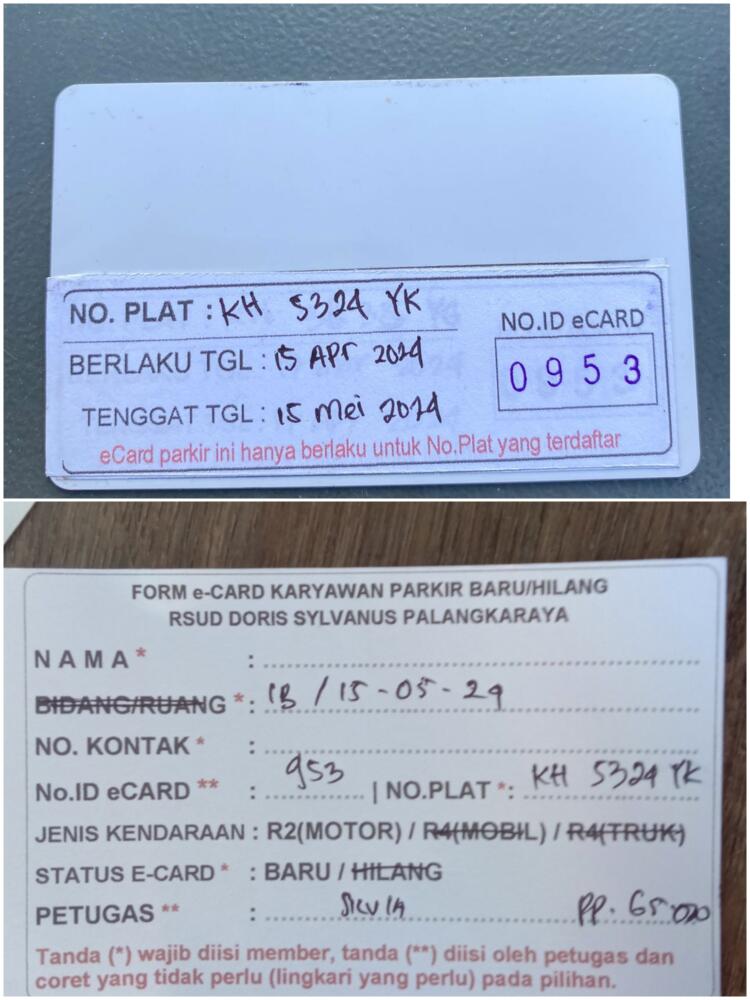 NO. PLAT : KH 5324 YK
BERLAKU TGL : 15 Apr 2024
TENGGAT TGL : 15 Mei 2024
NO.ID eCARD
0953
eCard parkir ini hanya berlaku untuk No.Plat yang terdaftar
FORM e-CARD KARYAWAN PARKIR BARU/HILANG
RSUD DORIS SYLVANUS PALANGKARAYA
NAMA* :
BIDANG/RUANG *: 1B / 15-05-24
NO. KONTAK * :
No.ID eCARD ** : 953 | NO.PLAT *: KH 5324 YK
JENIS KENDARAAN : R2(MOTOR) / R4(MOBIL) / R4(TRUK)
STATUS E-CARD * : BARU / HILANG
PETUGAS ** : SILVIA PP. 65.000
Tanda (*) wajib diisi member, tanda (**) diisi oleh petugas dan
coret yang tidak perlu (lingkari yang perlu) pada pilihan.